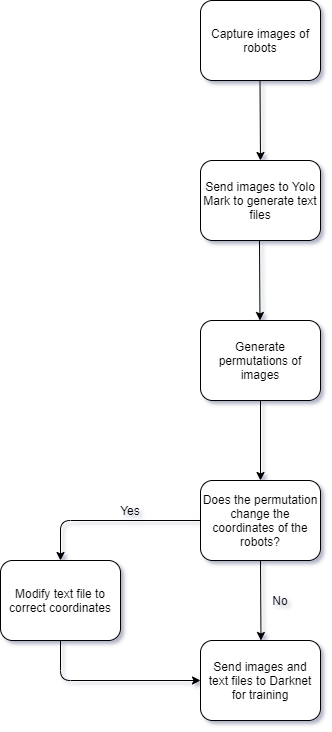 Capture images of
robots
Send images to Yolo
Mark to generate text
files
Generate
permutations of
images
Does the permutation
change the
coordinates of the
robots?
Yes
Modify text file to
correct coordinates
No
Send images and
text files to Darknet
for training